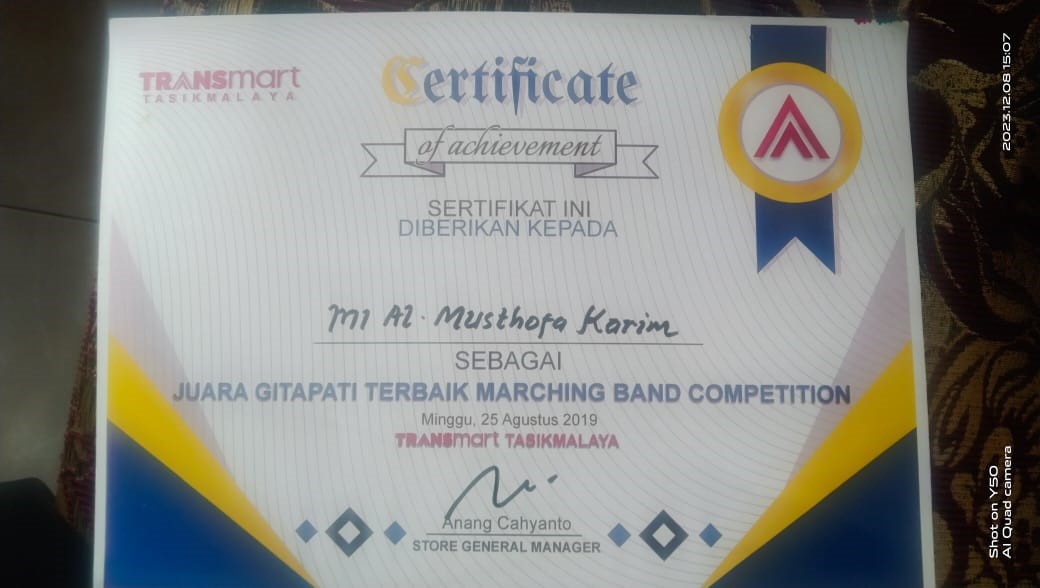 TRANSmart
TASIKMALAYA
Certificate
of achievement
SERTIFIKAT INI
DIBERIKAN KEPADA
MI Al. Musthofa Karim
SEBAGAI
JUARA GITAPATI TERBAIK MARCHING BAND COMPETITION
Minggu, 25 Agustus 2019
TRANSmart TASIKMALAYA
Anang Cahyanto
STORE GENERAL MANAGER
2023.12.08 15:07
Shot on Y50
AI Quad camera